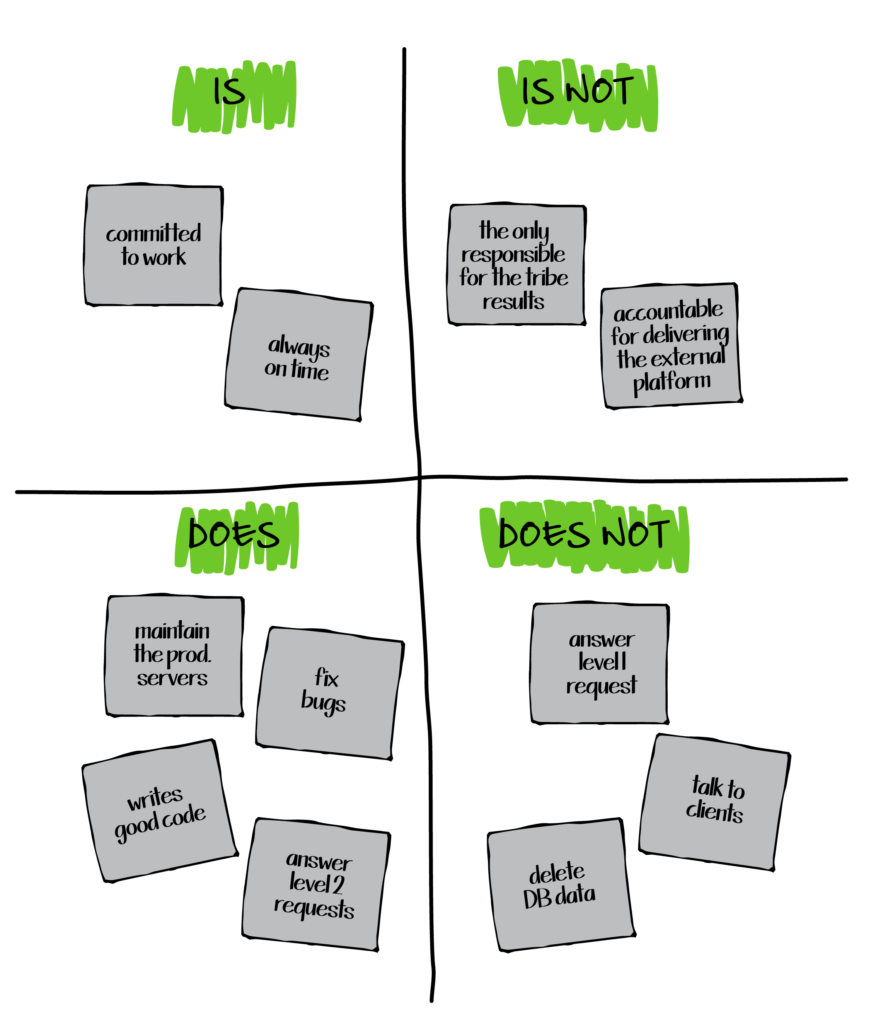 IS
committed
to work
always
on time
IS NOT
the only
responsible
for the tribe
results
accountable
for delivering
the external
platform
DOES
maintain
the prod.
servers
fix
bugs
writes
good code
answer
level 2
requests
DOES NOT
answer
level 1
request
talk to
clients
delete
DB data